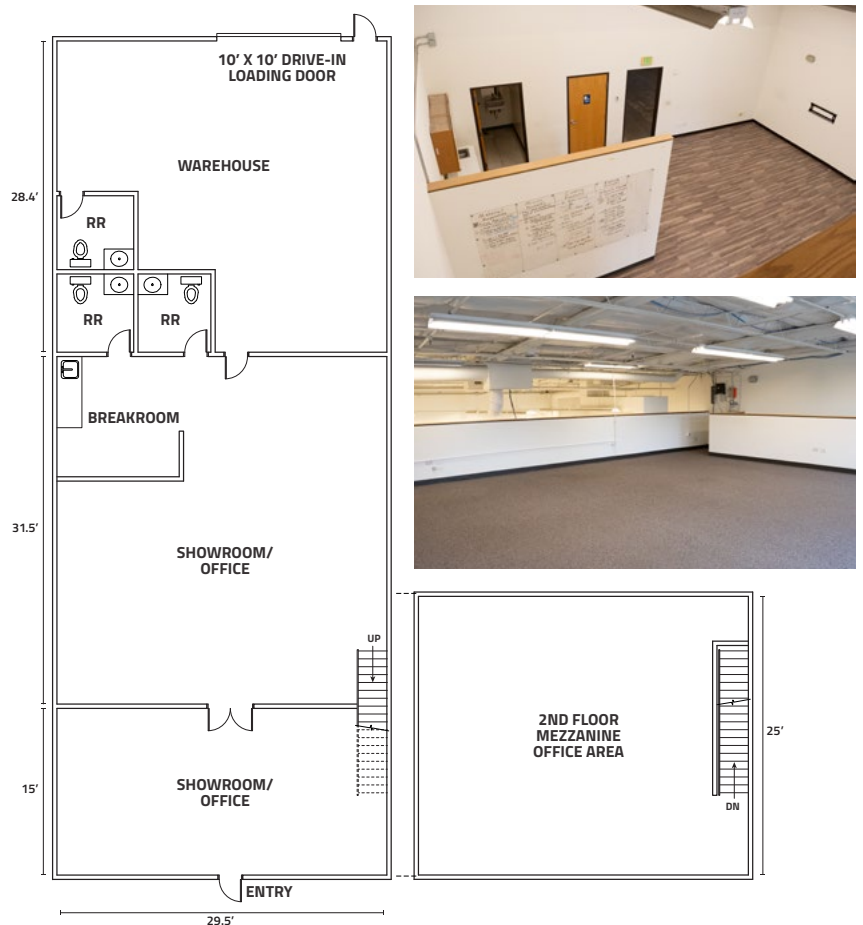 10' X 10' DRIVE-IN
LOADING DOOR
WAREHOUSE
28.4'
RR
RR
RR
BREAKROOM
31.5'
SHOWROOM/
OFFICE
UP
15'
SHOWROOM/
OFFICE
ENTRY
29.5'
2ND FLOOR
MEZZANINE
OFFICE AREA
25'
DN